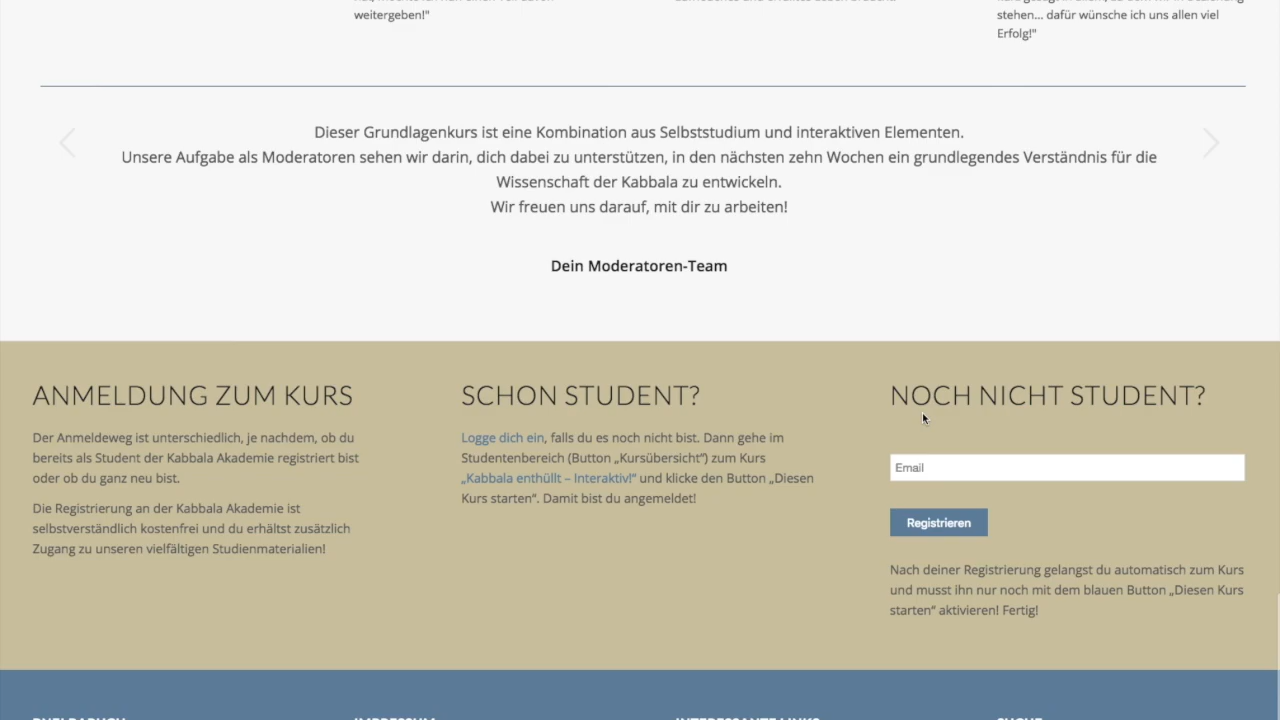 weitergeben!"
stehen... dafür wünsche ich uns allen viel
Erfolg!"
Dieser Grundlagenkurs ist eine Kombination aus Selbststudium und interaktiven Elementen.
Unsere Aufgabe als Moderatoren sehen wir darin, dich dabei zu unterstützen, in den nächsten zehn Wochen ein grundlegendes Verständnis für die
Wissenschaft der Kabbala zu entwickeln.
Wir freuen uns darauf, mit dir zu arbeiten!
Dein Moderatoren-Team
ANMELDUNG ZUM KURS
Der Anmeldeweg ist unterschiedlich, je nachdem, ob du
bereits als Student der Kabbala Akademie registriert bist
oder ob du ganz neu bist.
Die Registrierung an der Kabbala Akademie ist
selbstverständlich kostenfrei und du erhältst zusätzlich
Zugang zu unseren vielfältigen Studienmaterialien!
SCHON STUDENT?
Logge dich ein, falls du es noch nicht bist. Dann gehe im
Studentenbereich (Button „Kursübersicht“) zum Kurs
„Kabbala enthüllt – Interaktiv!“ und klicke den Button „Diesen
Kurs starten“. Damit bist du angemeldet!
NOCH NICHT STUDENT?
Email
Registrieren
Nach deiner Registrierung gelangst du automatisch zum Kurs
und musst ihn nur noch mit dem blauen Button „Diesen Kurs
starten“ aktivieren! Fertig!
IMPRESSUM
INTERESSANTE LINKS
SUCHE